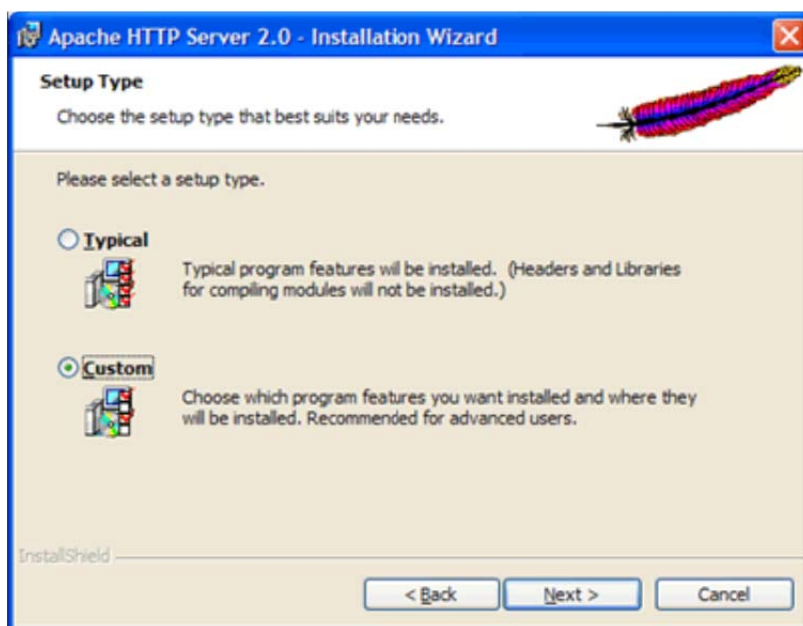 Apache HTTP Server 2.0 - Installation Wizard
Setup Type
Choose the setup type that best suits your needs.
Please select a setup type.
Typical
Typical program features wil be installed. (Headers and Libraries
for compiling modules will not be installed.)
Custom
Choose which program features you want installed and where they
will be installed. Recommended for advanced users.
InstallShield
< Back
Next >
Cancel